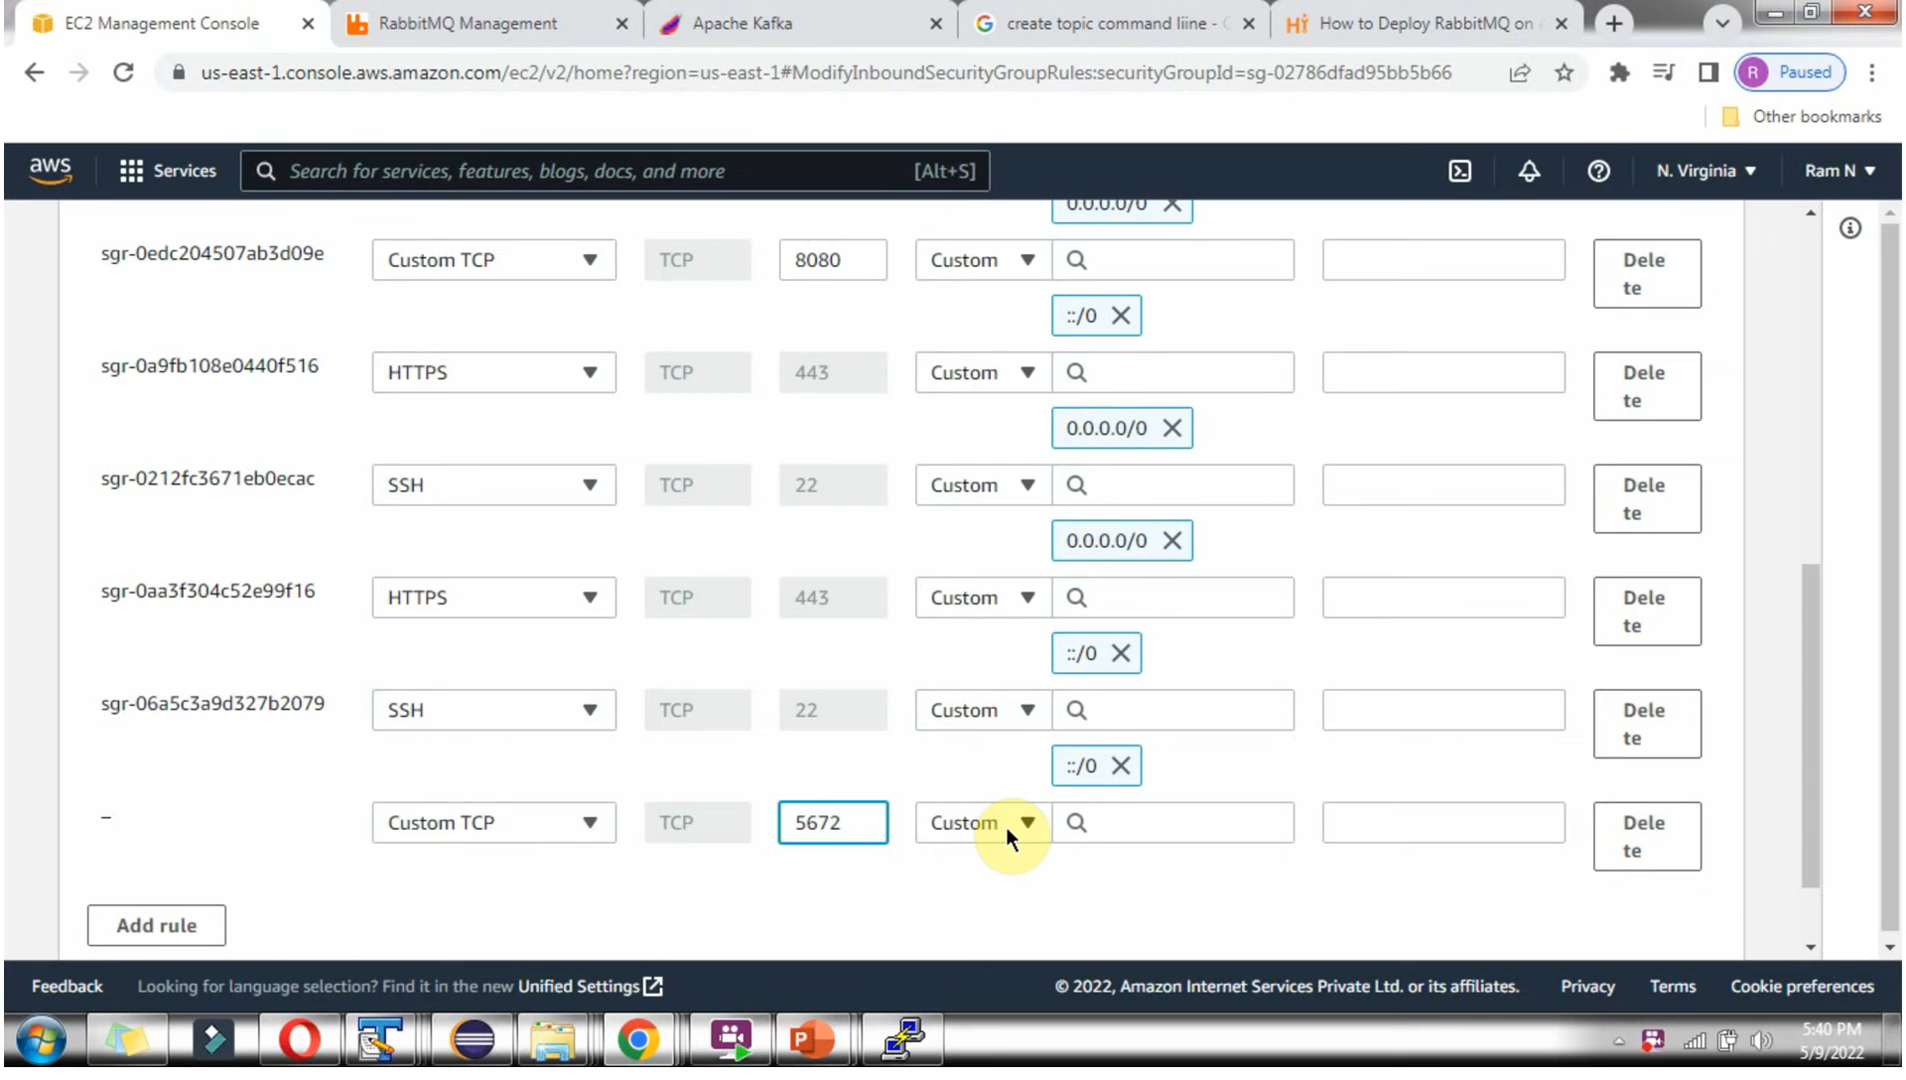 EC2 Management Console
RabbitMQ Management
Apache Kafka
create topic command liine -
How to Deploy RabbitMQ on
us-east-1.console.aws.amazon.com/ec2/v2/home?region=us-east-1#ModifyInboundSecurityGroupRules:securityGroupId=sg-02786dfad95bb5b66
R Paused
Other bookmarks
aws Services Search for services, features, blogs, docs, and more [Alt+S] N. Virginia Ram N
0.0.0.0/0
sgr-0edc204507ab3d09e Custom TCP TCP 8080 Custom Dele
te
::/0
sgr-0a9fb108e0440f516 HTTPS TCP 443 Custom Dele
te
0.0.0.0/0
sgr-0212fc3671eb0ecac SSH TCP 22 Custom Dele
te
0.0.0.0/0
sgr-0aa3f304c52e99f16 HTTPS TCP 443 Custom Dele
te
::/0
sgr-06a5c3a9d327b2079 SSH TCP 22 Custom Dele
te
::/0
– Custom TCP TCP 5672 Custom Dele
te
Add rule
Feedback Looking for language selection? Find it in the new Unified Settings © 2022, Amazon Internet Services Private Ltd. or its affiliates. Privacy Terms Cookie preferences
5:40 PM
5/9/2022